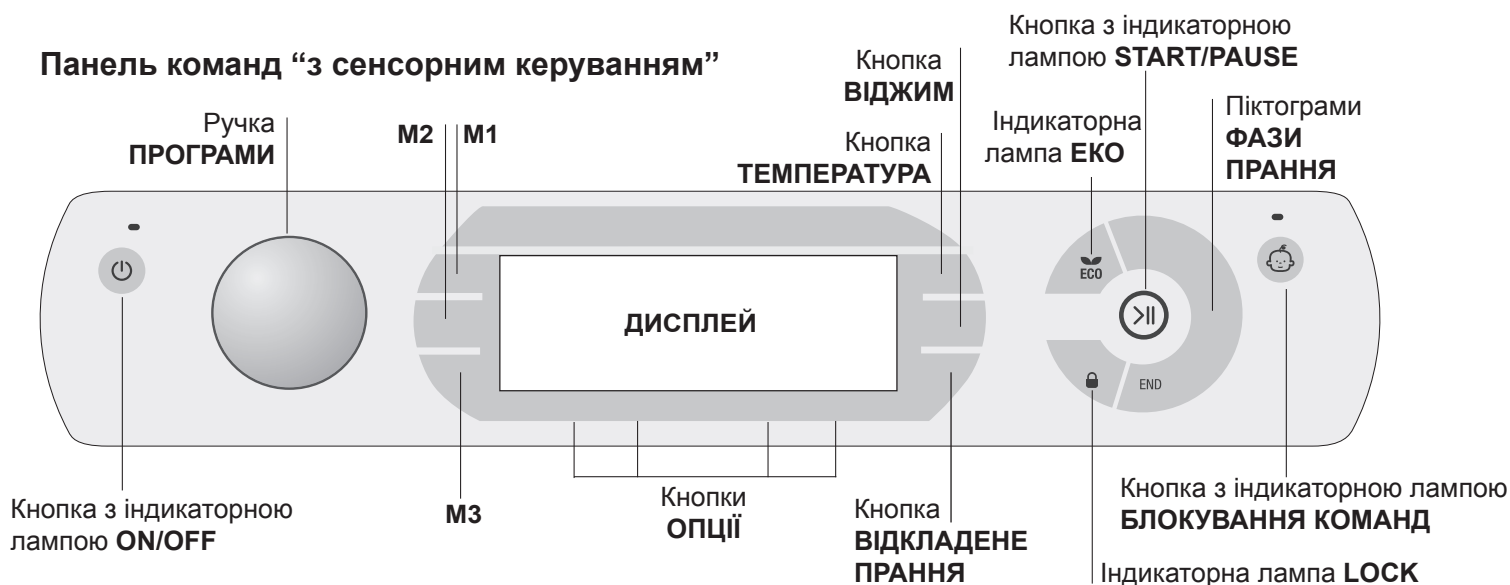 Панель команд “з сенсорним керуванням”
Ручка
ПРОГРАМИ
M2
M1
Кнопка
ВІДЖИМ
Кнопка
ТЕМПЕРАТУРА
Кнопка з індикаторною
лампою START/PAUSE
Індикаторна
лампа ЕКО
Піктограми
ФАЗИ
ПРАННЯ
ДИСПЛЕЙ
ECO
END
Кнопка з індикаторною
лампою ON/OFF
M3
Кнопки
ОПЦІЇ
Кнопка
ВІДКЛАДЕНЕ
ПРАННЯ
Кнопка з індикаторною лампою
БЛОКУВАННЯ КОМАНД
Індикаторна лампа LOCK